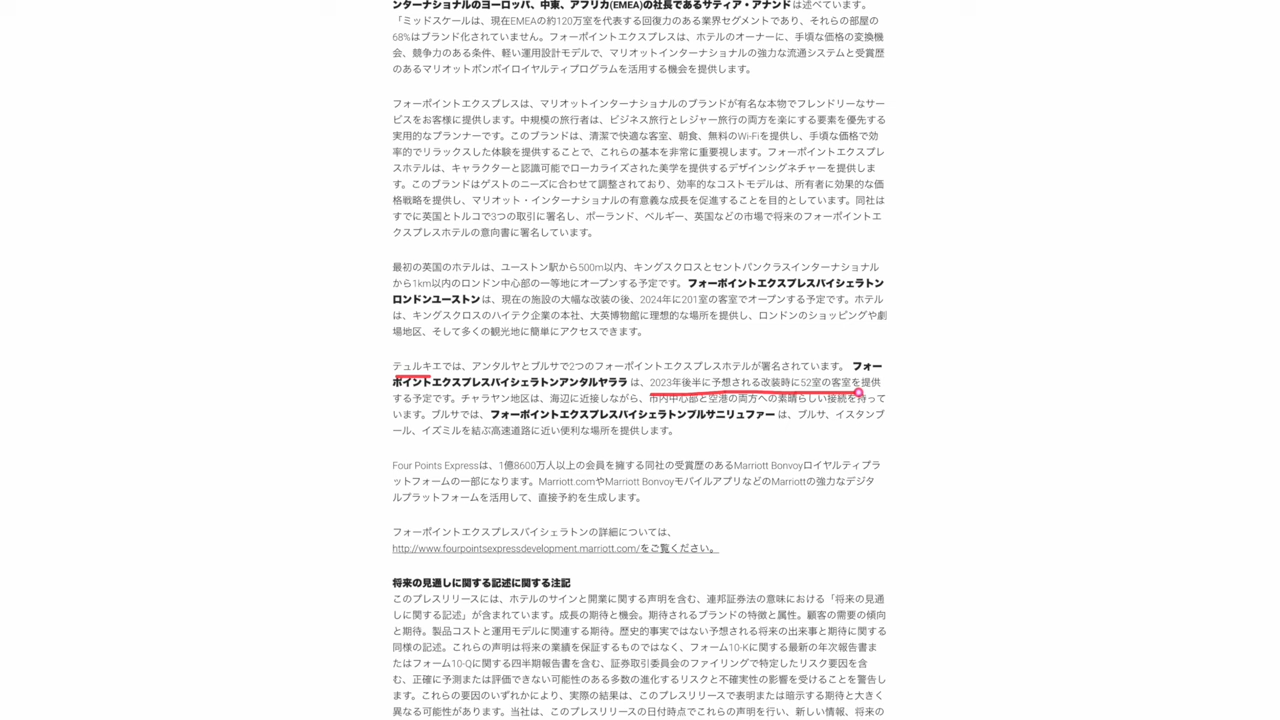 ンターナショナルのヨーロッパ、中東、アフリカ(EMEA)の社長であるサティア・アナンドは述べています。
「ミッドスケールは、現在EMEAの約120万室を代表する回復力のある業界セグメントであり、それらの部屋の
68%はブランド化されていません。フォーポイントエクスプレスは、ホテルのオーナーに、手頃な価格の変換機
会、競争力のある条件、軽い運用設計モデルで、マリオットインターナショナルの強力な流通システムと受賞歴
のあるマリオットボンボイロイヤルティプログラムを活用する機会を提供します。
フォーポイントエクスプレスは、マリオットインターナショナルのブランドが有名な本物でフレンドリーなサー
ビスをお客様に提供します。中規模の旅行者は、ビジネス旅行とレジャー旅行の両方を楽にする要素を優先する
実用的なプランナーです。このブランドは、清潔で快適な客室、朝食、無料のWi-Fiを提供し、手頃な価格で効
率的でリラックスした体験を提供することで、これらの基本を非常に重要視します。フォーポイントエクスプレ
スホテルは、キャラクターと認識可能でローカライズされた美学を提供するデザインシグネチャーを提供しま
す。このブランドはゲストのニーズに合わせて調整されており、効率的なコストモデルは、所有者に効果的な価
格戦略を提供し、マリオット・インターナショナルの有意義な成長を促進することを目的としています。同社は
すでに英国とトルコで3つの取引に署名し、ポーランド、ベルギー、英国などの市場で将来のフォーポイントエ
クスプレスホテルの意向書に署名しています。
最初の英国のホテルは、ユーストン駅から500m以内、キングスクロスとセントパンクラスインターナショナル
から1km以内のロンドン中心部の一等地にオープンする予定です。フォーポイントエクスプレスバイシェラトン
ロンドンユーストンは、現在の施設の大幅な改装の後、2024年に201室の客室でオープンする予定です。ホテル
は、キングスクロスのハイテク企業の本社、大英博物館に理想的な場所を提供し、ロンドンのショッピングや劇
場地区、そして多くの観光地に簡単にアクセスできます。
テュルキエでは、アンタルヤとブルサで2つのフォーポイントエクスプレスホテルが署名されています。 フォー
ポイントエクスプレスバイシェラトンアンタルヤララ は、2023年後半に予想される改装時に52室の客室を提供
する予定です。チャラヤン地区は、海辺に近接しながら、市内中心部と空港の両方への素晴らしい接続を持って
います。ブルサでは、フォーポイントエクスプレスバイシェラトンブルサニリュファー は、ブルサ、イスタンブ
ール、イズミルを結ぶ高速道路に近い便利な場所を提供します。
Four Points Expressは、1億8600万人以上の会員を擁する同社の受賞歴のあるMarriott Bonvoyロイヤルティプラ
ットフォームの一部になります。Marriott.comやMarriott BonvoyモバイルアプリなどのMarriottの強力なデジタ
ルプラットフォームを活用して、直接予約を生成します。
フォーポイントエクスプレスバイシェラトンの詳細については、
http://www.fourpointsexpressdevelopment.marriott.com/をご覧ください。
将来の見通しに関する記述に関する注記
このプレスリリースには、ホテルのサインと開業に関する声明を含む、連邦証券法の意味における「将来の見通
しに関する記述」が含まれています。成長の期待と機会。期待されるブランドの特徴と属性。顧客の需要の傾向
と期待。製品コストと運用モデルに関連する期待。歴史的事実ではない予想される将来の出来事と期待に関する
同様の記述。これらの声明は将来の業績を保証するものではなく、フォーム10-Kに関する最新の年次報告書ま
たはフォーム10-Qに関する四半期報告書を含む、証券取引委員会のファイリングで特定したリスク要因を含
む、正確に予測または評価できない可能性のある多数の進化するリスクと不確実性の影響を受けることを警告し
ます。これらの要因のいずれかにより、実際の結果は、このプレスリリースで表明または暗示する期待と大きく
異なる可能性があります。当社は、このプレスリリースの日付時点でこれらの声明を行い、新しい情報、将来の